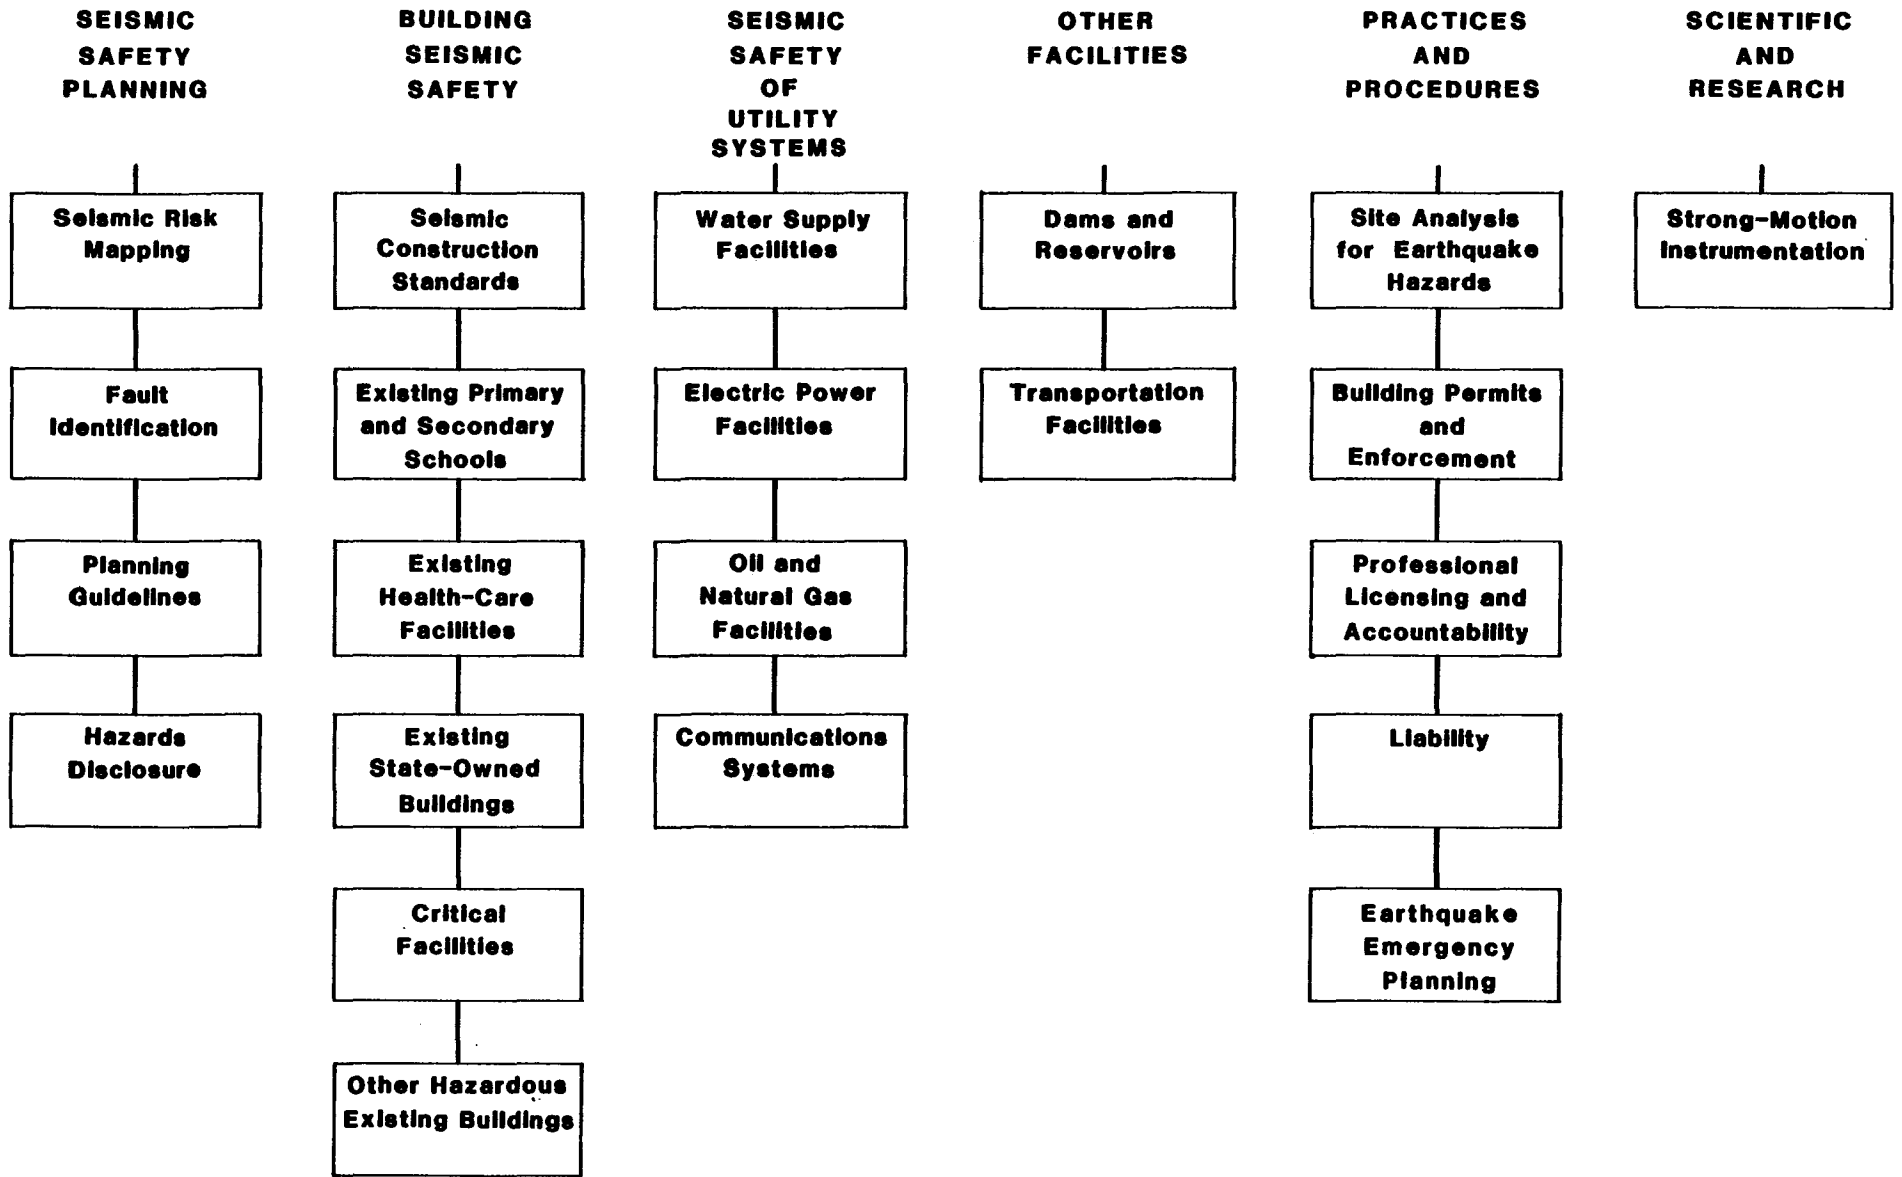 SEISMIC
SAFETY
PLANNING
Seismic Risk
Mapping
Fault
Identification
Planning
Guidelines
Hazards
Disclosure
BUILDING
SEISMIC
SAFETY
Seismic
Construction
Standards
Existing Primary
and Secondary
Schools
Existing
Health-Care
Facilities
Existing
State-Owned
Buildings
Critical
Facilities
Other Hazardous
Existing Buildings
SEISMIC
SAFETY
OF
UTILITY
SYSTEMS
Water Supply
Facilities
Electric Power
Facilities
Oil and
Natural Gas
Facilities
Communications
Systems
OTHER
FACILITIES
Dams and
Reservoirs
Transportation
Facilities
PRACTICES
AND
PROCEDURES
Site Analysis
for Earthquake
Hazards
Building Permits
and
Enforcement
Professional
Licensing and
Accountability
Liability
Earthquake
Emergency
Planning
SCIENTIFIC
AND
RESEARCH
Strong-Motion
Instrumentation